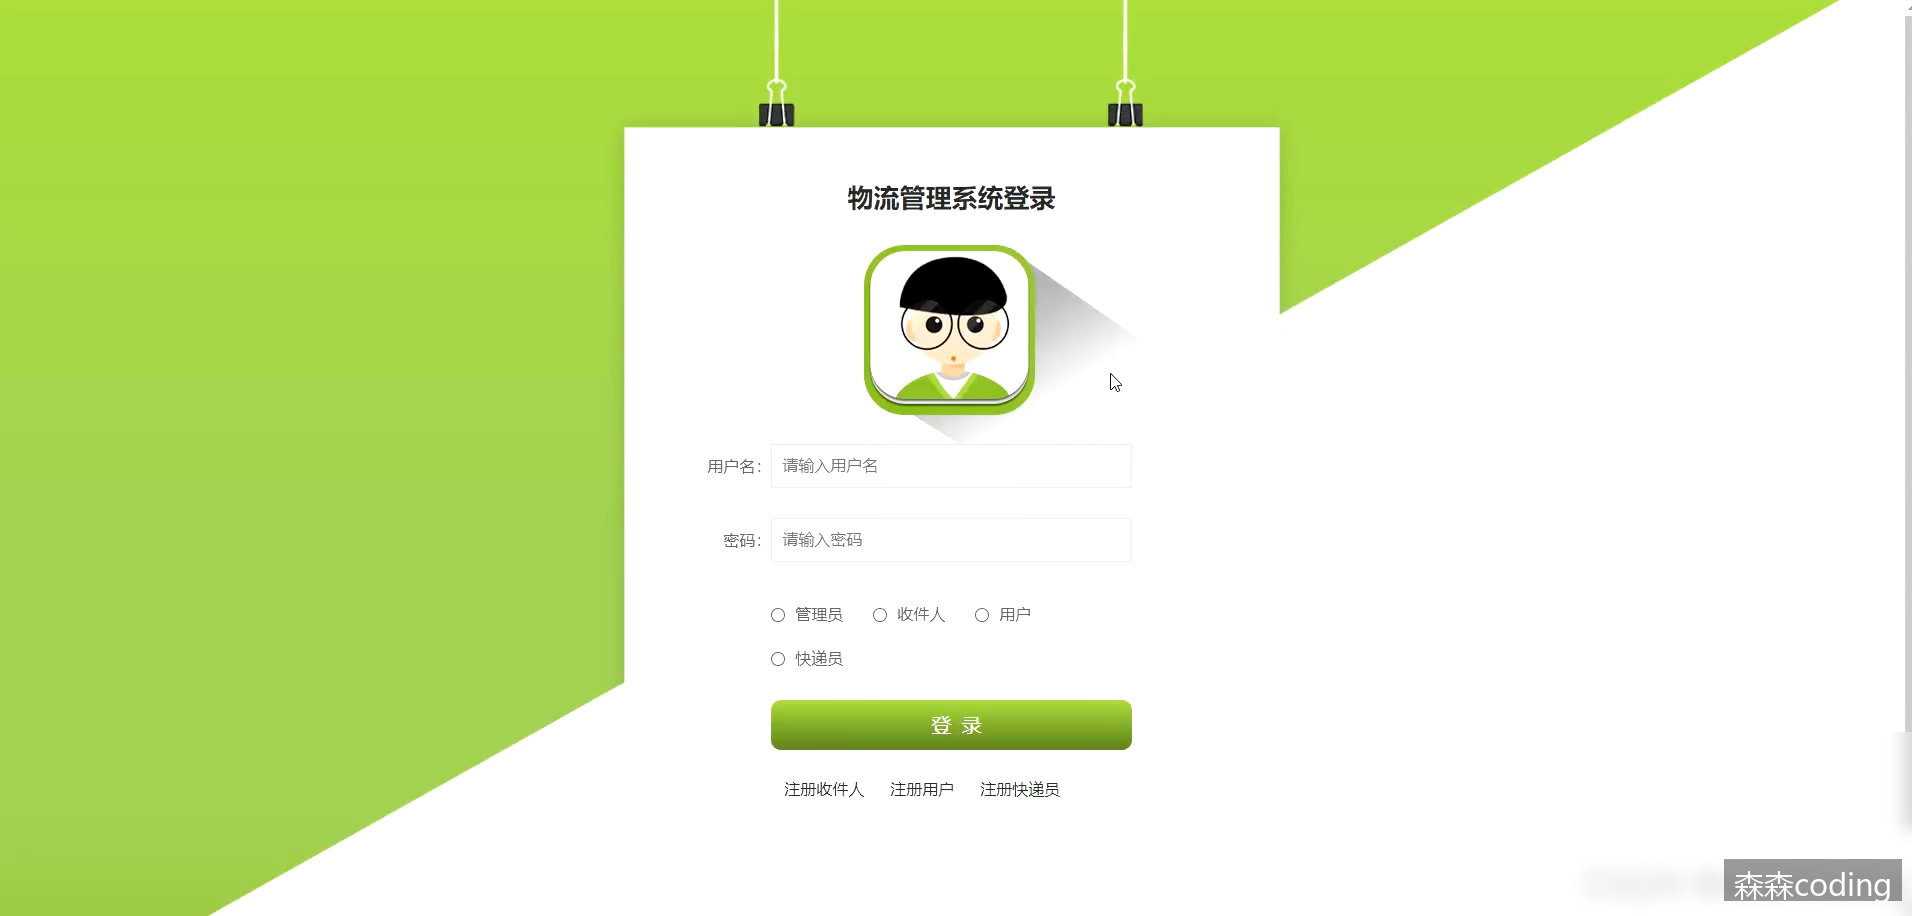 物流管理系统登录
用户名：
请输入用户名
密码：
请输入密码
管理员 收件人 用户
快递员
登 录
注册收件人 注册用户 注册快递员
森森coding